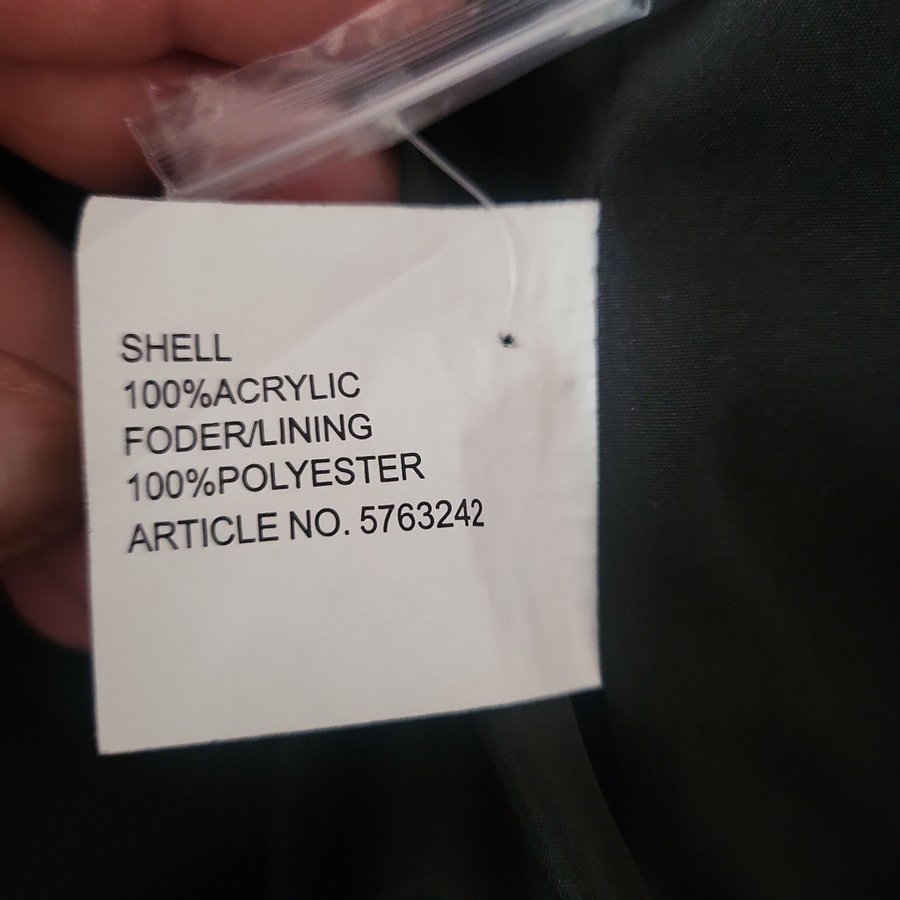 SHELL
100%ACRYLIC
FODER/LINING
100%POLYESTER
ARTICLE NO. 5763242